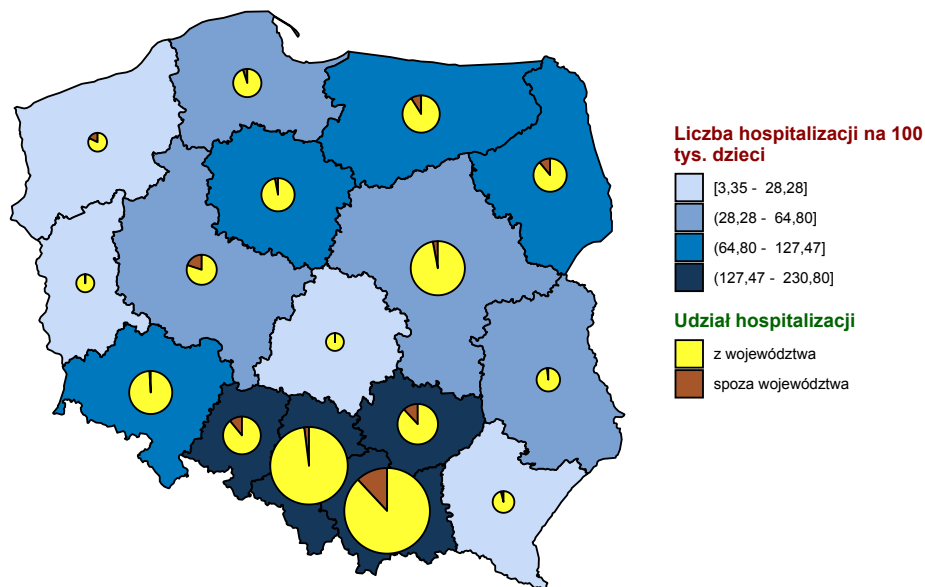 Liczba hospitalizacji na 100
tys. dzieci
[3,35 - 28,28]
(28,28 - 64,80]
(64,80 - 127,47]
(127,47 - 230,80]
Udział hospitalizacji
z województwa
spoza województwa